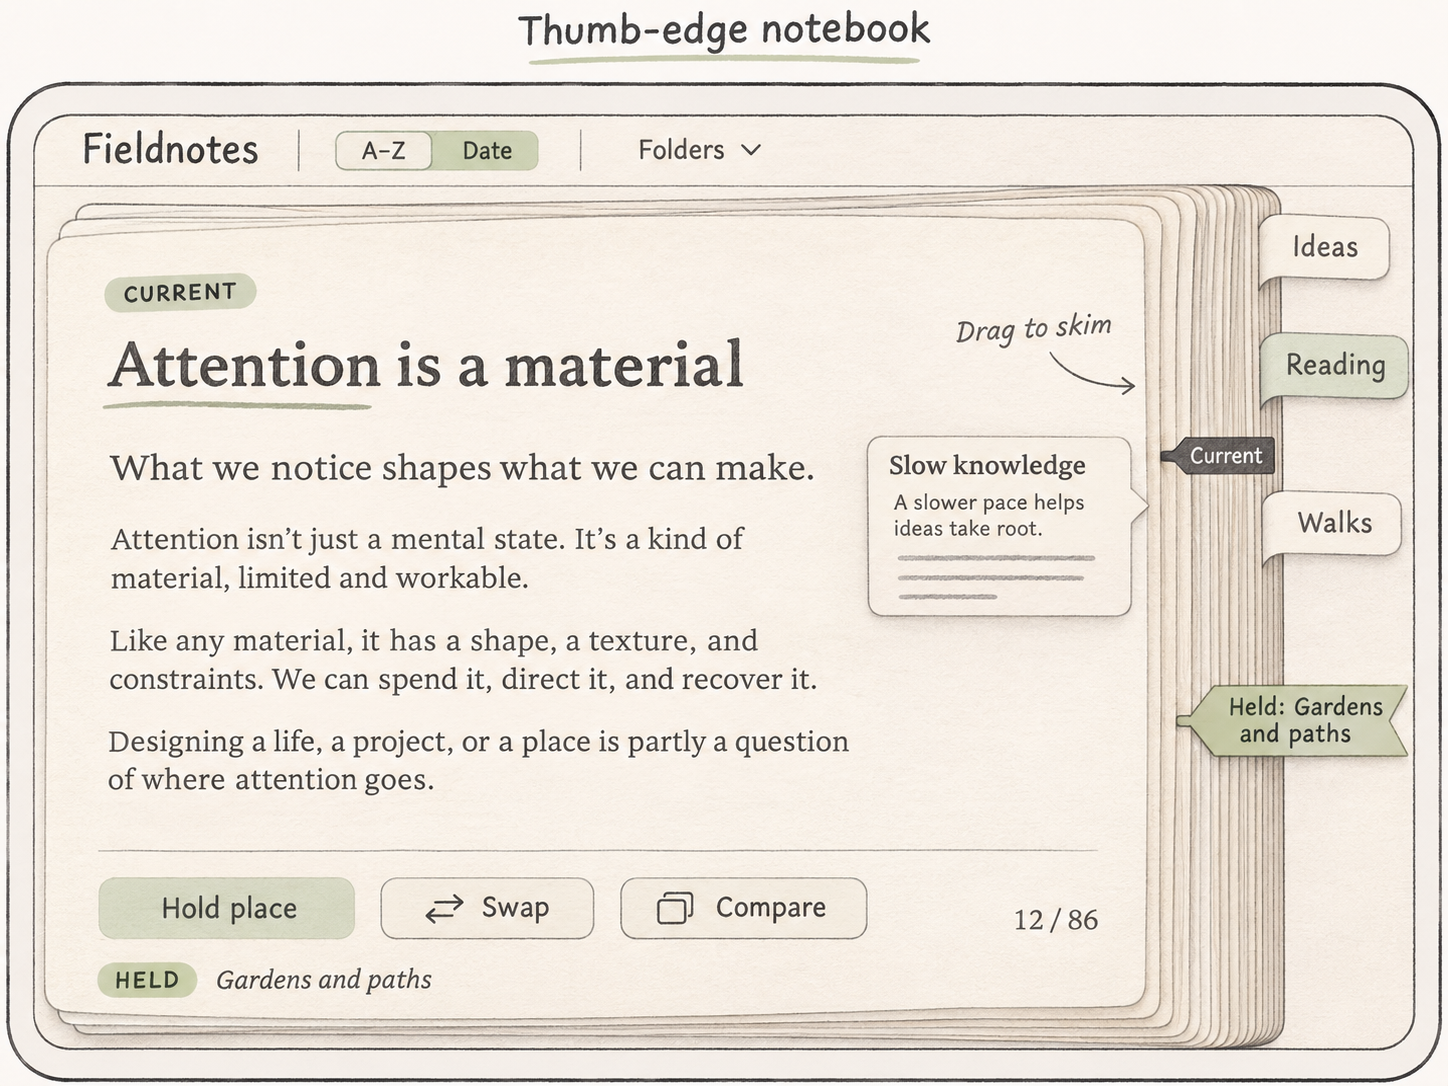 Thumb-edge notebook
Fieldnotes
A–Z
Date
Folders
CURRENT
Attention is a material
What we notice shapes what we can make.
Attention isn’t just a mental state. It’s a kind of
material, limited and workable.
Like any material, it has a shape, a texture, and
constraints. We can spend it, direct it, and recover it.
Designing a life, a project, or a place is partly a question
of where attention goes.
Drag to skim
Slow knowledge
A slower pace helps
ideas take root.
Ideas
Reading
Current
Walks
Held: Gardens
and paths
Hold place
Swap
Compare
12 / 86
HELD
Gardens and paths